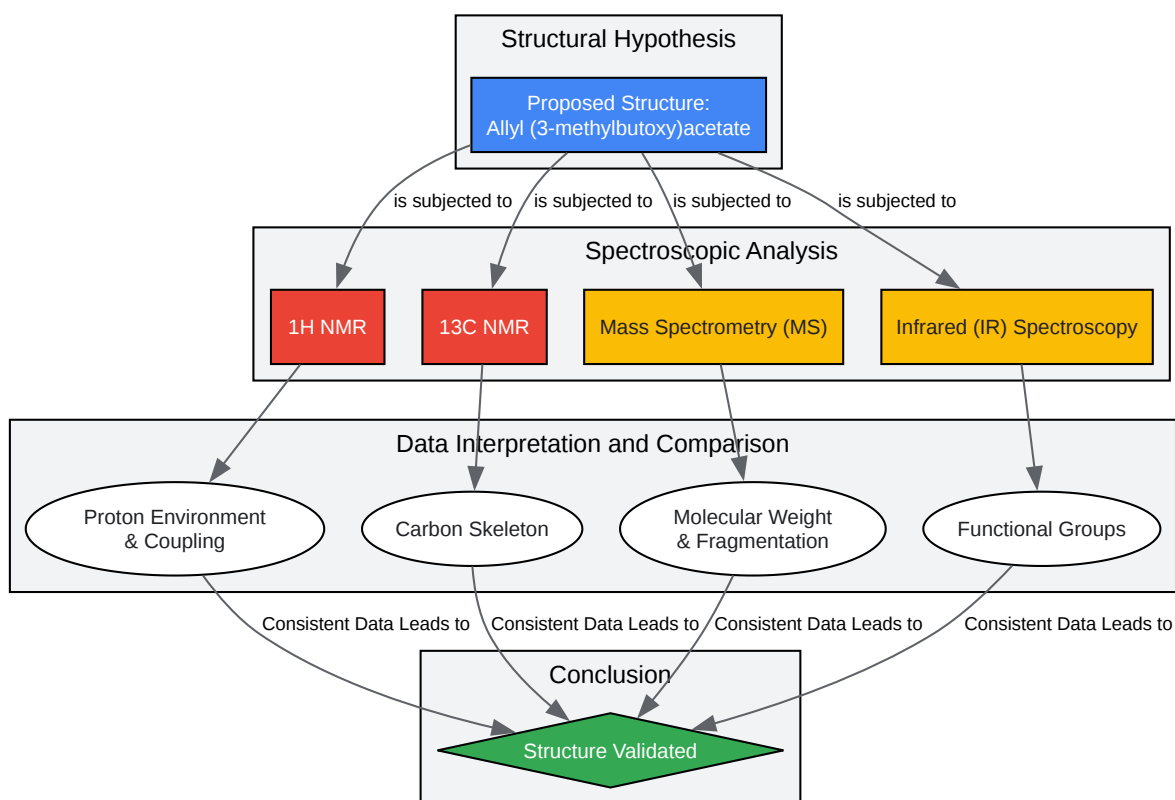 Structural Hypothesis
Proposed Structure:
Allyl (3-methylbutoxy)acetate
is subjected to
is subjected to
is subjected to
is subjected to
Spectroscopic Analysis
1H NMR
13C NMR
Mass Spectrometry (MS)
Infrared (IR) Spectroscopy
Data Interpretation and Comparison
Proton Environment
& Coupling
Carbon Skeleton
Molecular Weight
& Fragmentation
Functional Groups
Consistent Data Leads to
Consistent Data Leads to
Consistent Data Leads to
Consistent Data Leads to
Conclusion
Structure Validated